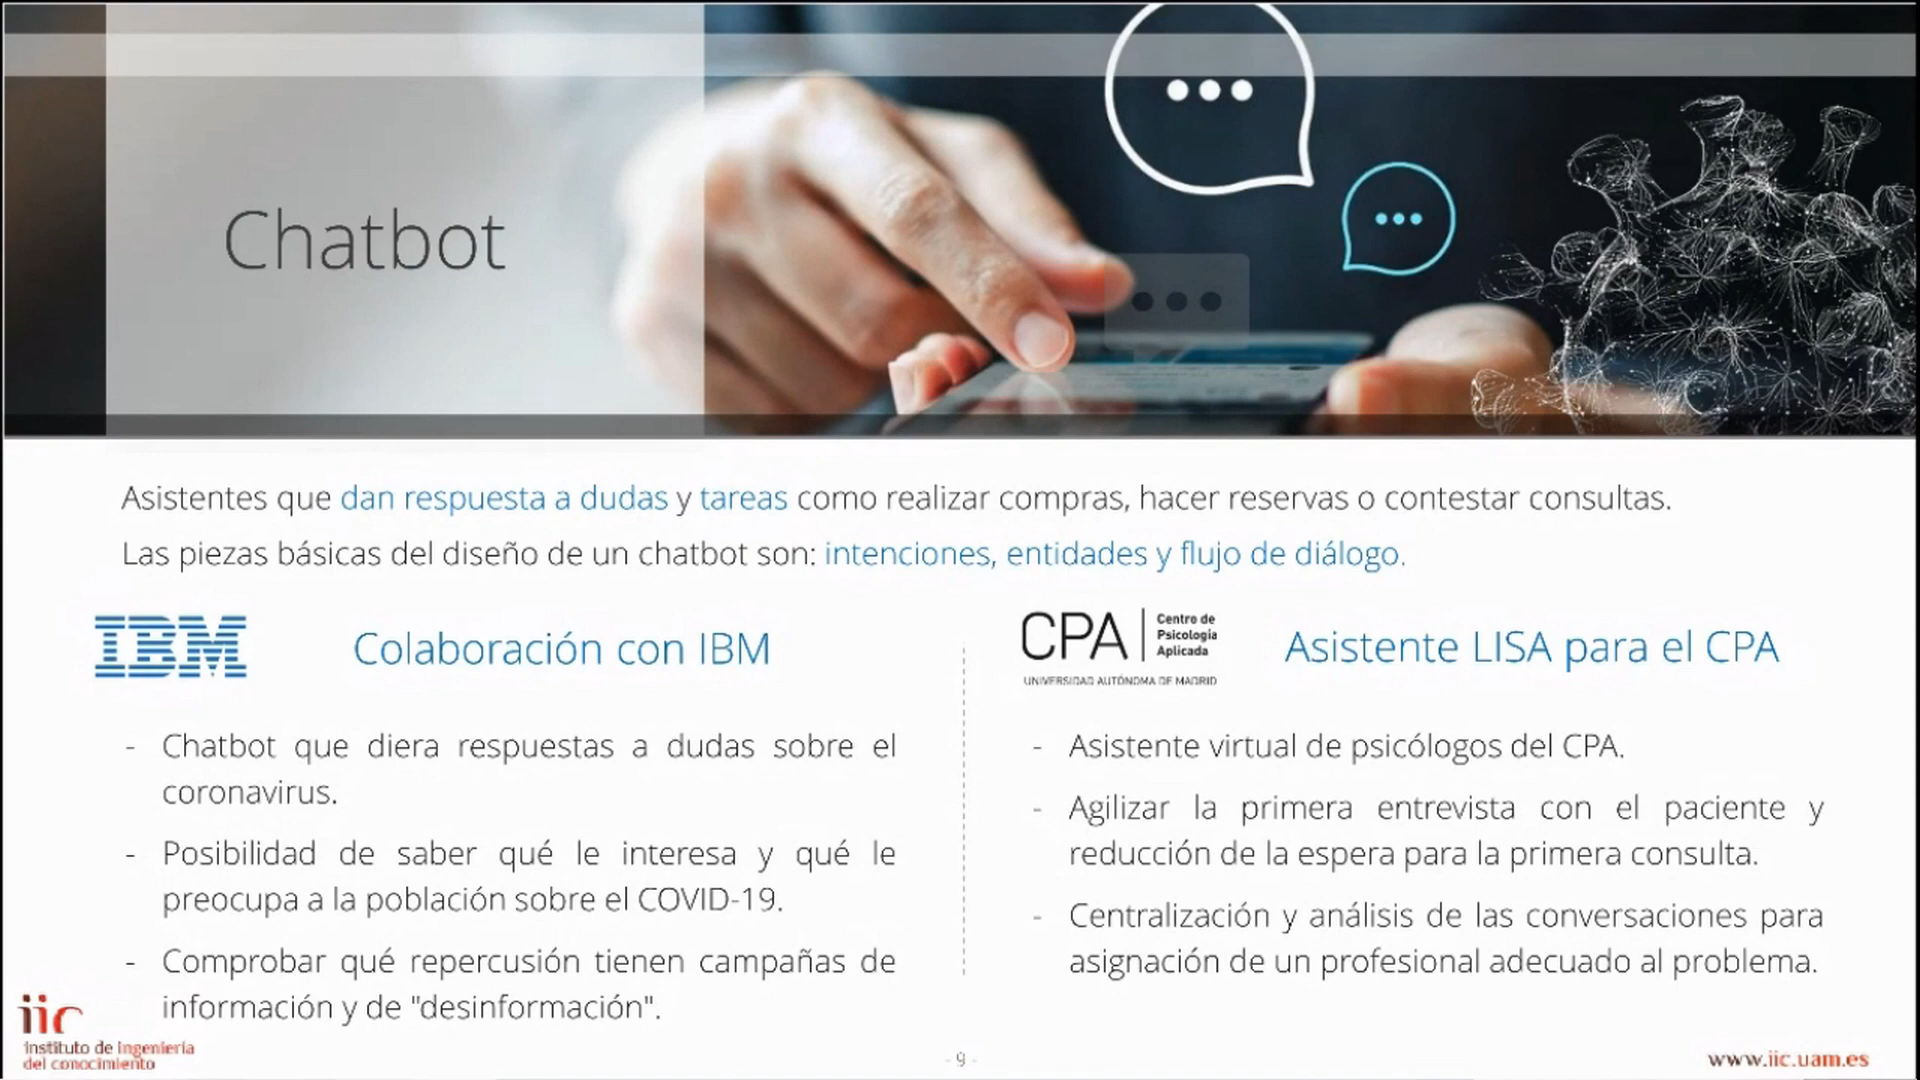 Chatbot
Asistentes que dan respuesta a dudas y tareas como realizar compras, hacer reservas o contestar consultas.
Las piezas básicas del diseño de un chatbot son: intenciones, entidades y flujo de diálogo.
IBM
Colaboración con IBM
- Chatbot que diera respuestas a dudas sobre el
coronavirus.
- Posibilidad de saber qué le interesa y qué le
preocupa a la población sobre el COVID-19.
- Comprobar qué repercusión tienen campañas de
información y de "desinformación".
CPA
Centro de
Psicología
Aplicada
UNIVERSIDAD AUTÓNOMA DE MADRID
Asistente LISA para el CPA
- Asistente virtual de psicólogos del CPA.
- Agilizar la primera entrevista con el paciente y
reducción de la espera para la primera consulta.
- Centralización y análisis de las conversaciones para
asignación de un profesional adecuado al problema.
iic
instituto de ingeniería
del conocimiento
- 9 -
www.iic.uam.es